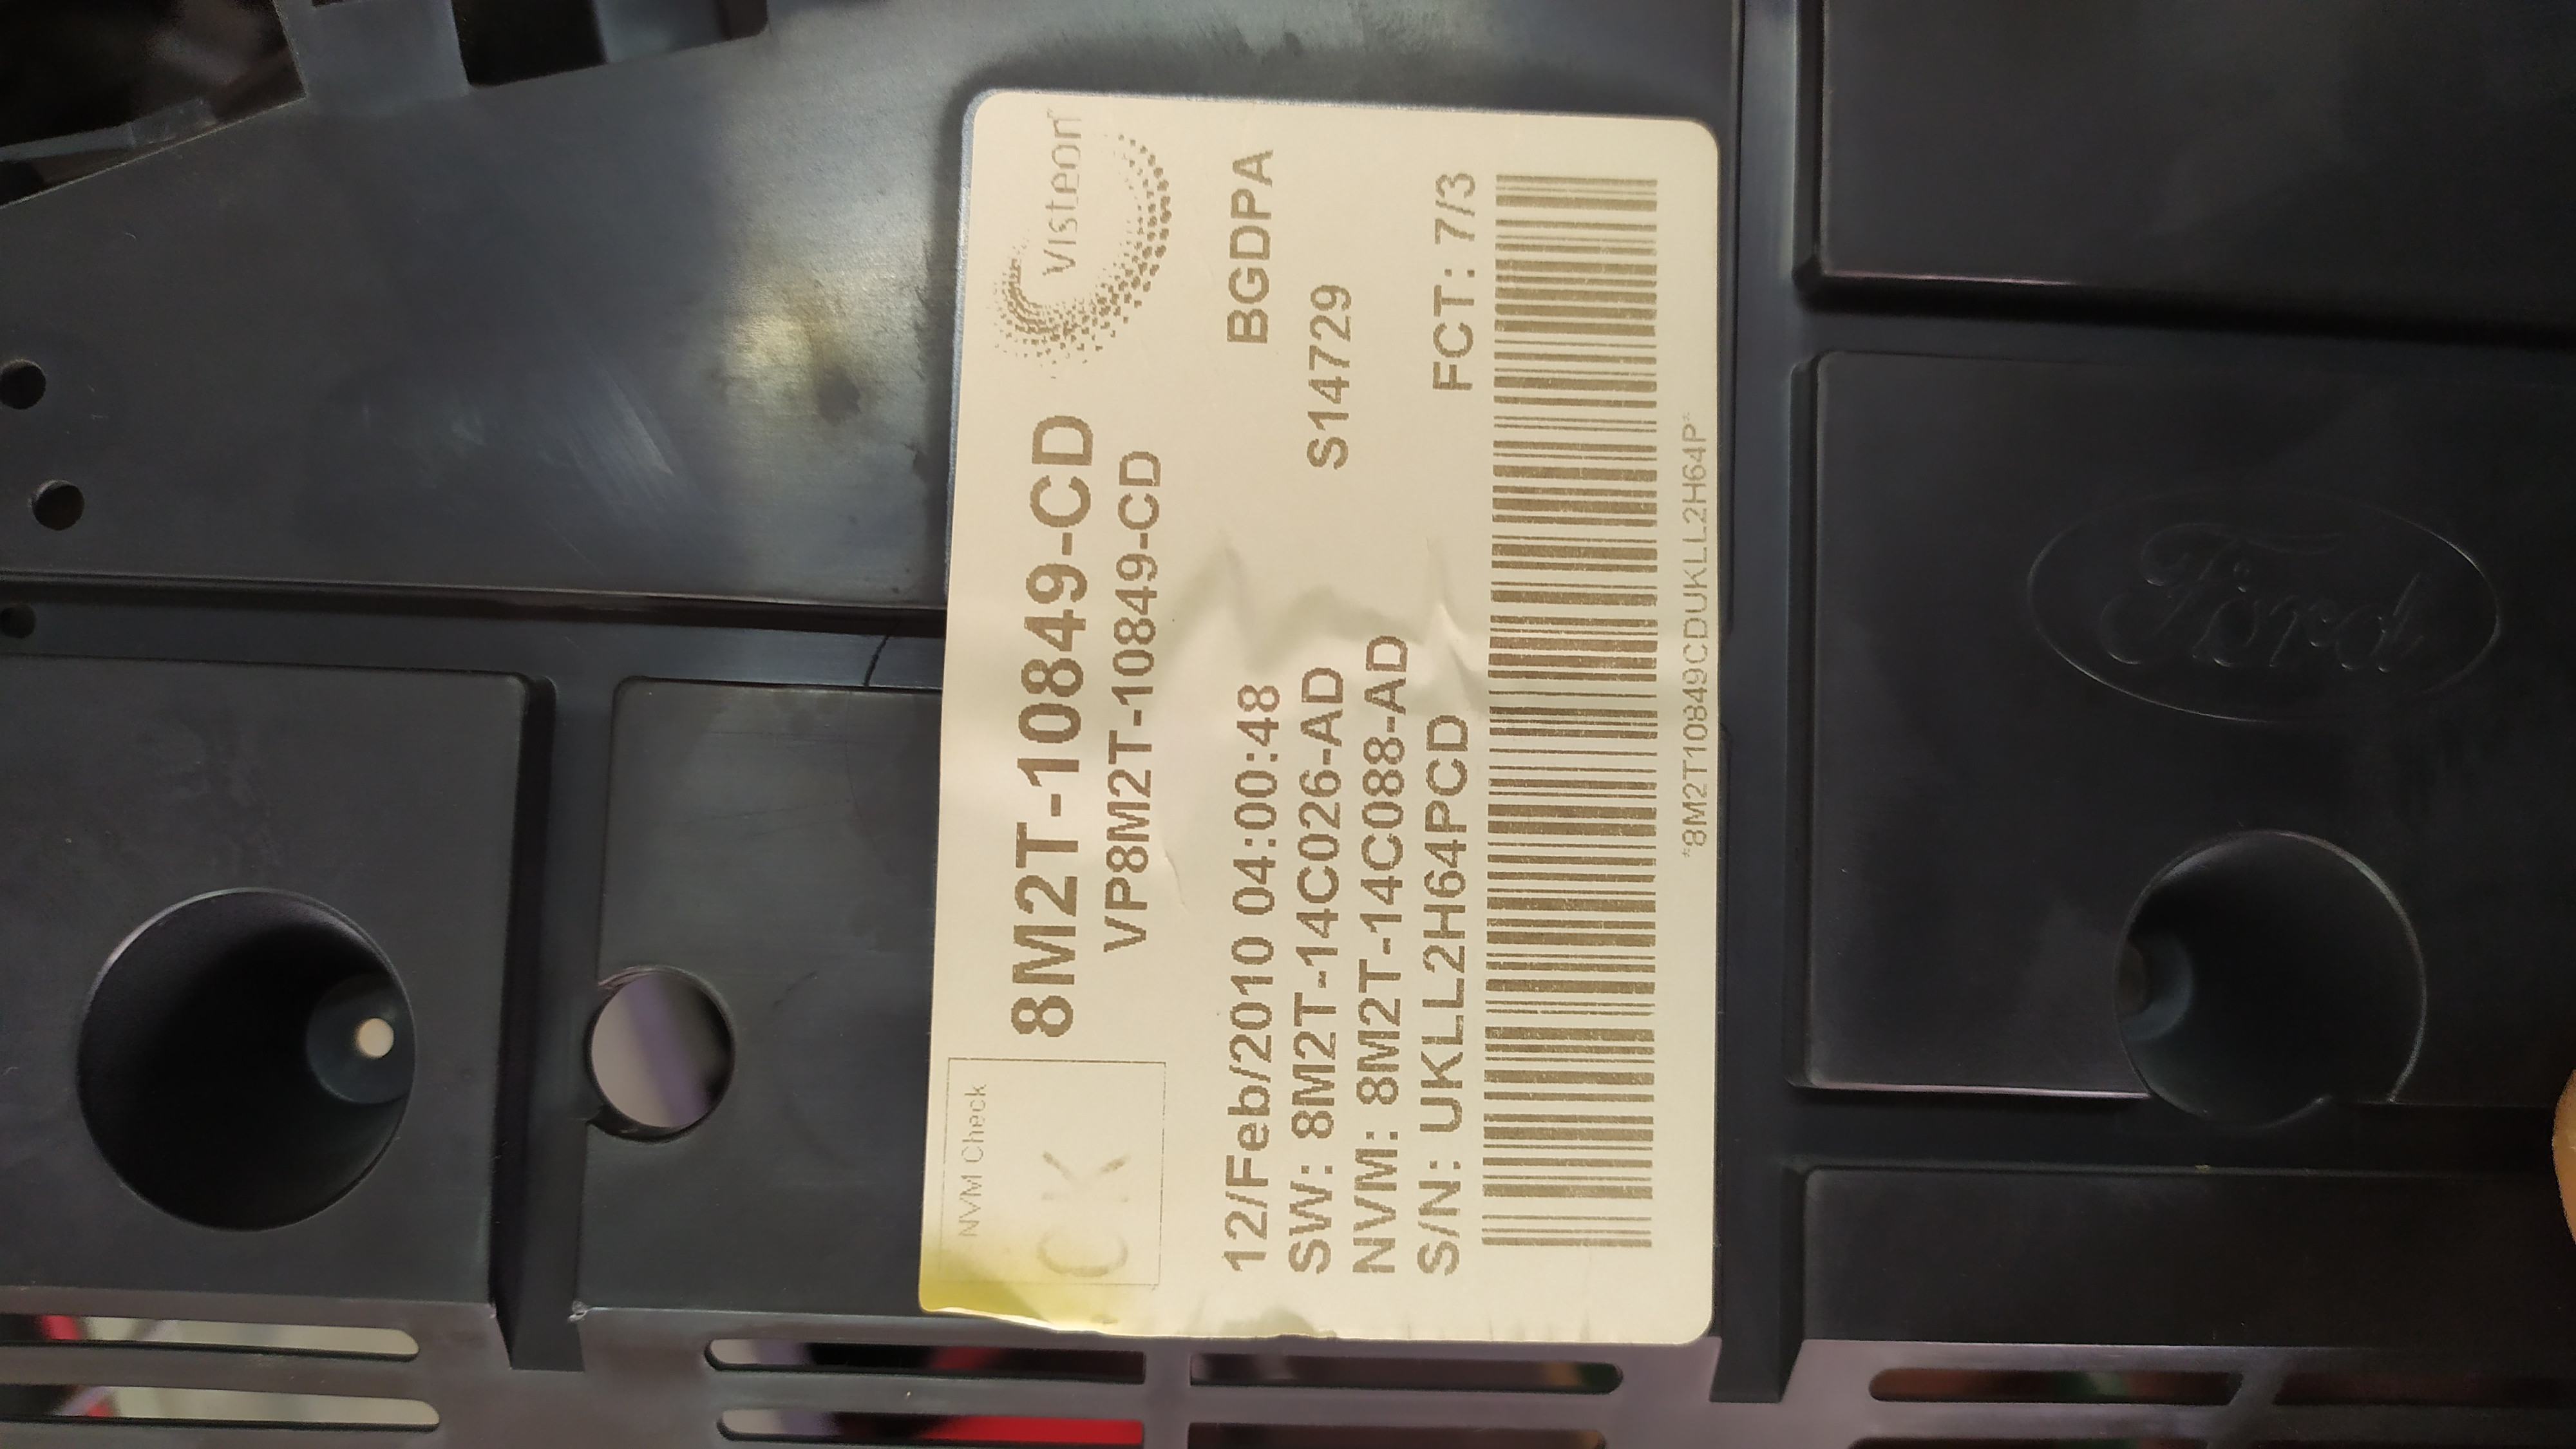 NVM Check
CK
8M2T-10849-CD
VP8M2T-10849-CD
Visteon
12/Feb/2010 04:00:48
BGDPA
SW: 8M2T-14C026-AD
S14729
NVM: 8M2T-14C088-AD
S/N: UKLL2H64PCD
FCT: 7/3
*8M2T10849CDUKLL2H64P*
Ford